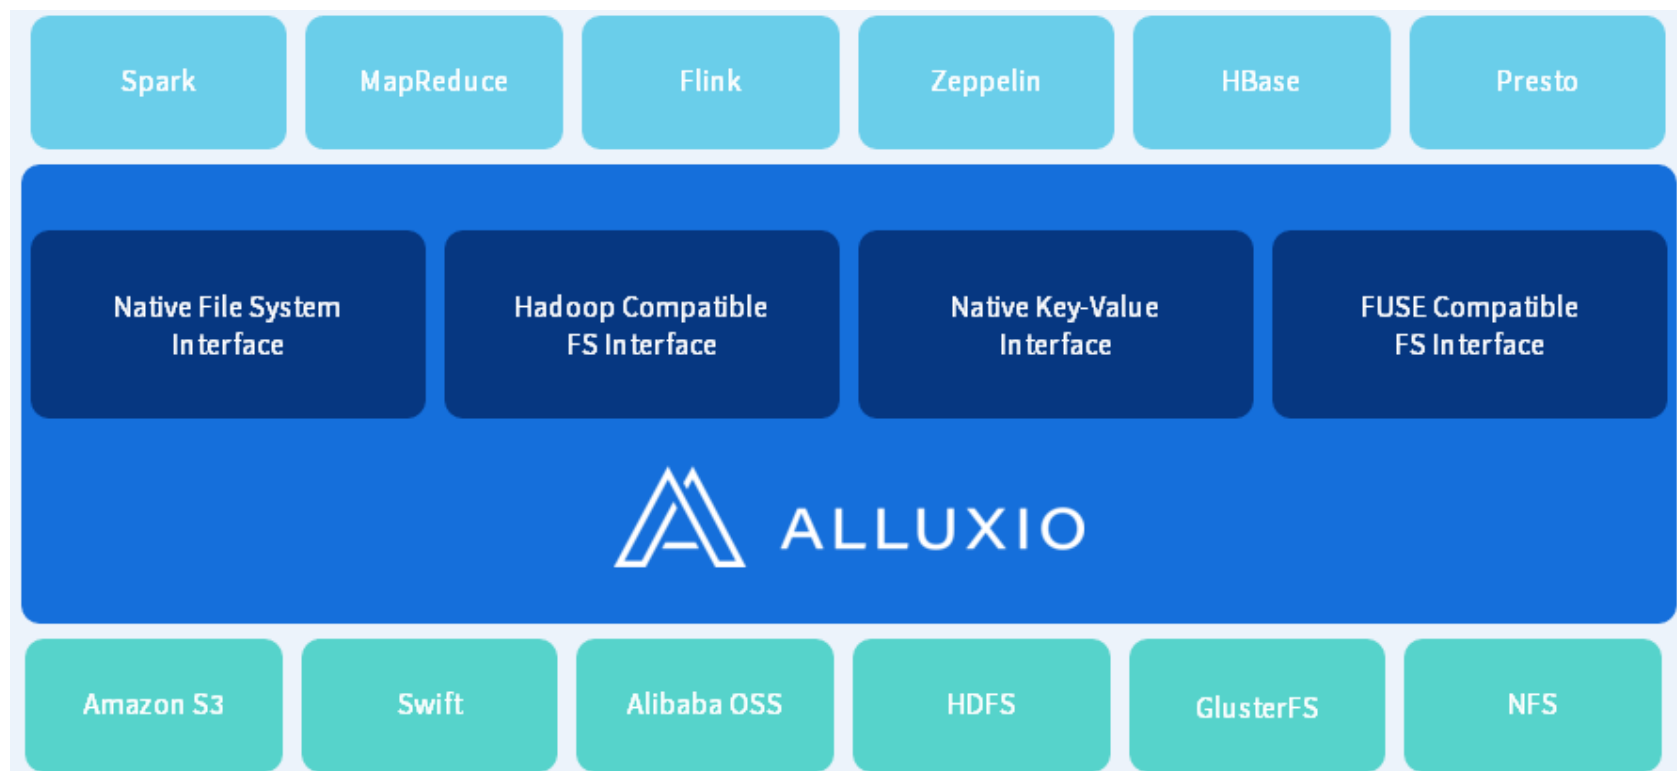 Spark
MapReduce
Flink
Zeppelin
HBase
Presto
Native File System
Interface
Hadoop Compatible
FS Interface
Native Key-Value
Interface
FUSE Compatible
FS Interface
ALLUXIO
Amazon S3
Swift
Alibaba OSS
HDFS
GlusterFS
NFS